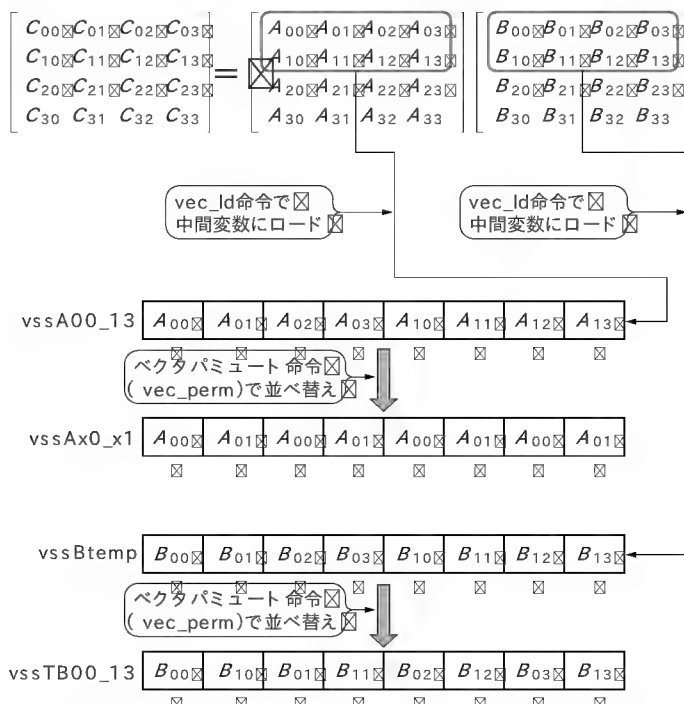 C00 C01 C02 C03 A00 A01 A02 A03 B00 B01 B02 B03
C10 C11 C12 C13 = A10 A11 A12 A13 B10 B11 B12 B13
C20 C21 C22 C23 A20 A21 A22 A23 B20 B21 B22 B23
C30 C31 C32 C33 A30 A31 A32 A33 B30 B31 B32 B33
vec_ld命令で
中間変数にロード
vec_ld命令で
中間変数にロード
vssA00_13 A00 A01 A02 A03 A10 A11 A12 A13
ベクタパミュート命令
(vec_perm)で並べ替え
vssAx0_x1 A00 A01 A00 A01 A00 A01 A00 A01
vssBtemp B00 B01 B02 B03 B10 B11 B12 B13
ベクタパミュート命令
(vec_perm)で並べ替え
vssTB00_13 B00 B10 B01 B11 B02 B12 B03 B13